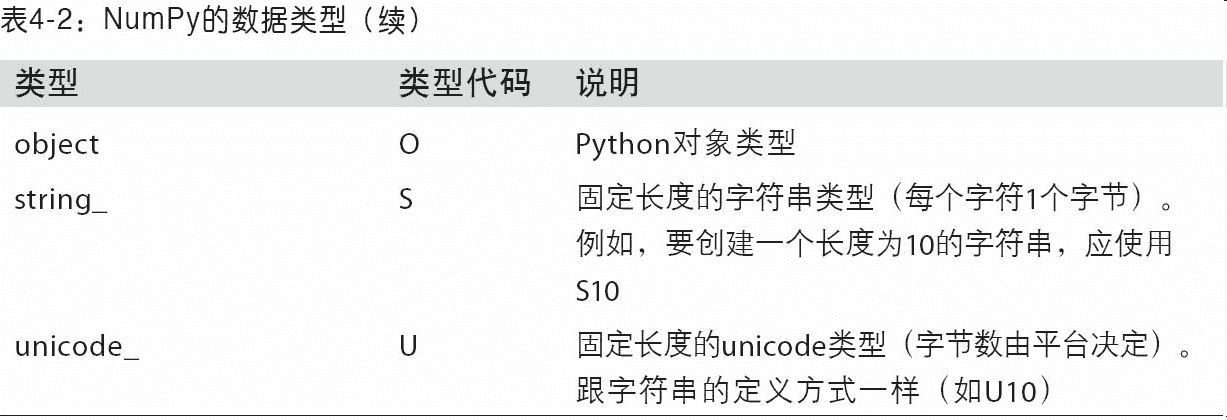 表4-2：NumPy的数据类型（续）
类型 类型代码 说明
object O Python对象类型
string_ S 固定长度的字符串类型（每个字符1个字节）。
例如，要创建一个长度为10的字符串，应使用
S10
unicode_ U 固定长度的unicode类型（字节数由平台决定）。
跟字符串的定义方式一样（如U10）